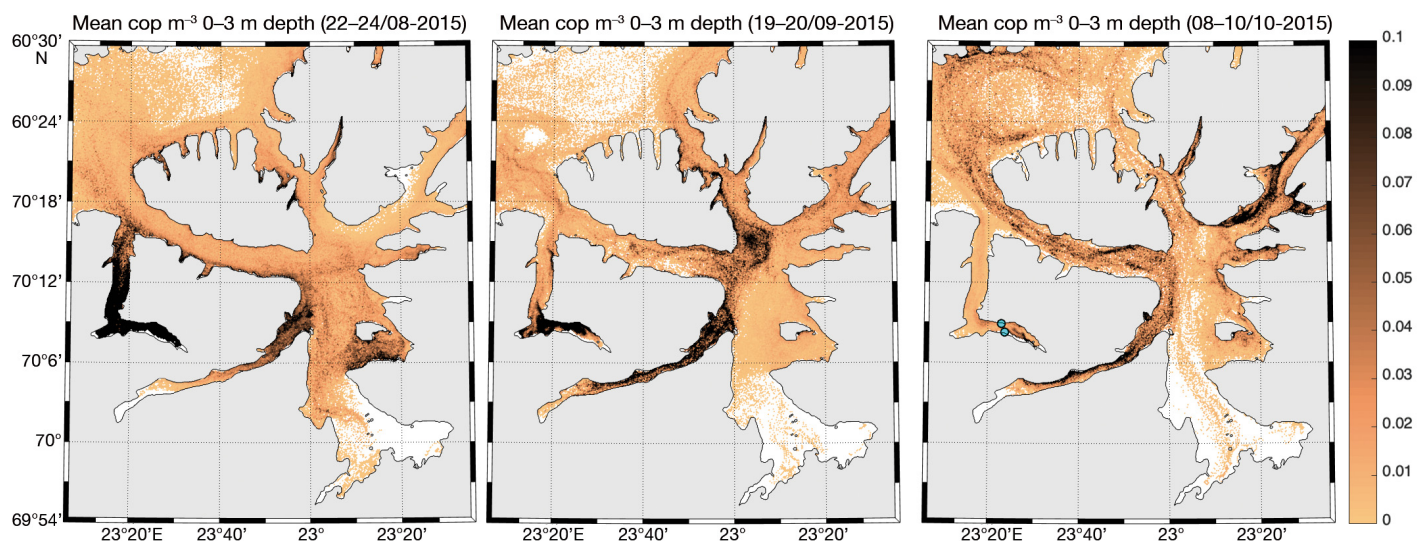 Mean cop m⁻³ 0–3 m depth (22–24/08-2015)
Mean cop m⁻³ 0–3 m depth (19–20/09-2015)
Mean cop m⁻³ 0–3 m depth (08–10/10-2015)
60°30’
N
60°24’
70°18’
70°12’
70°6’
70°
69°54’
23°20’E 23°40’ 23° 23°20’
23°20’E 23°40’ 23° 23°20’
23°20’E 23°40’ 23° 23°20’
0.1
0.09
0.08
0.07
0.06
0.05
0.04
0.03
0.02
0.01
0